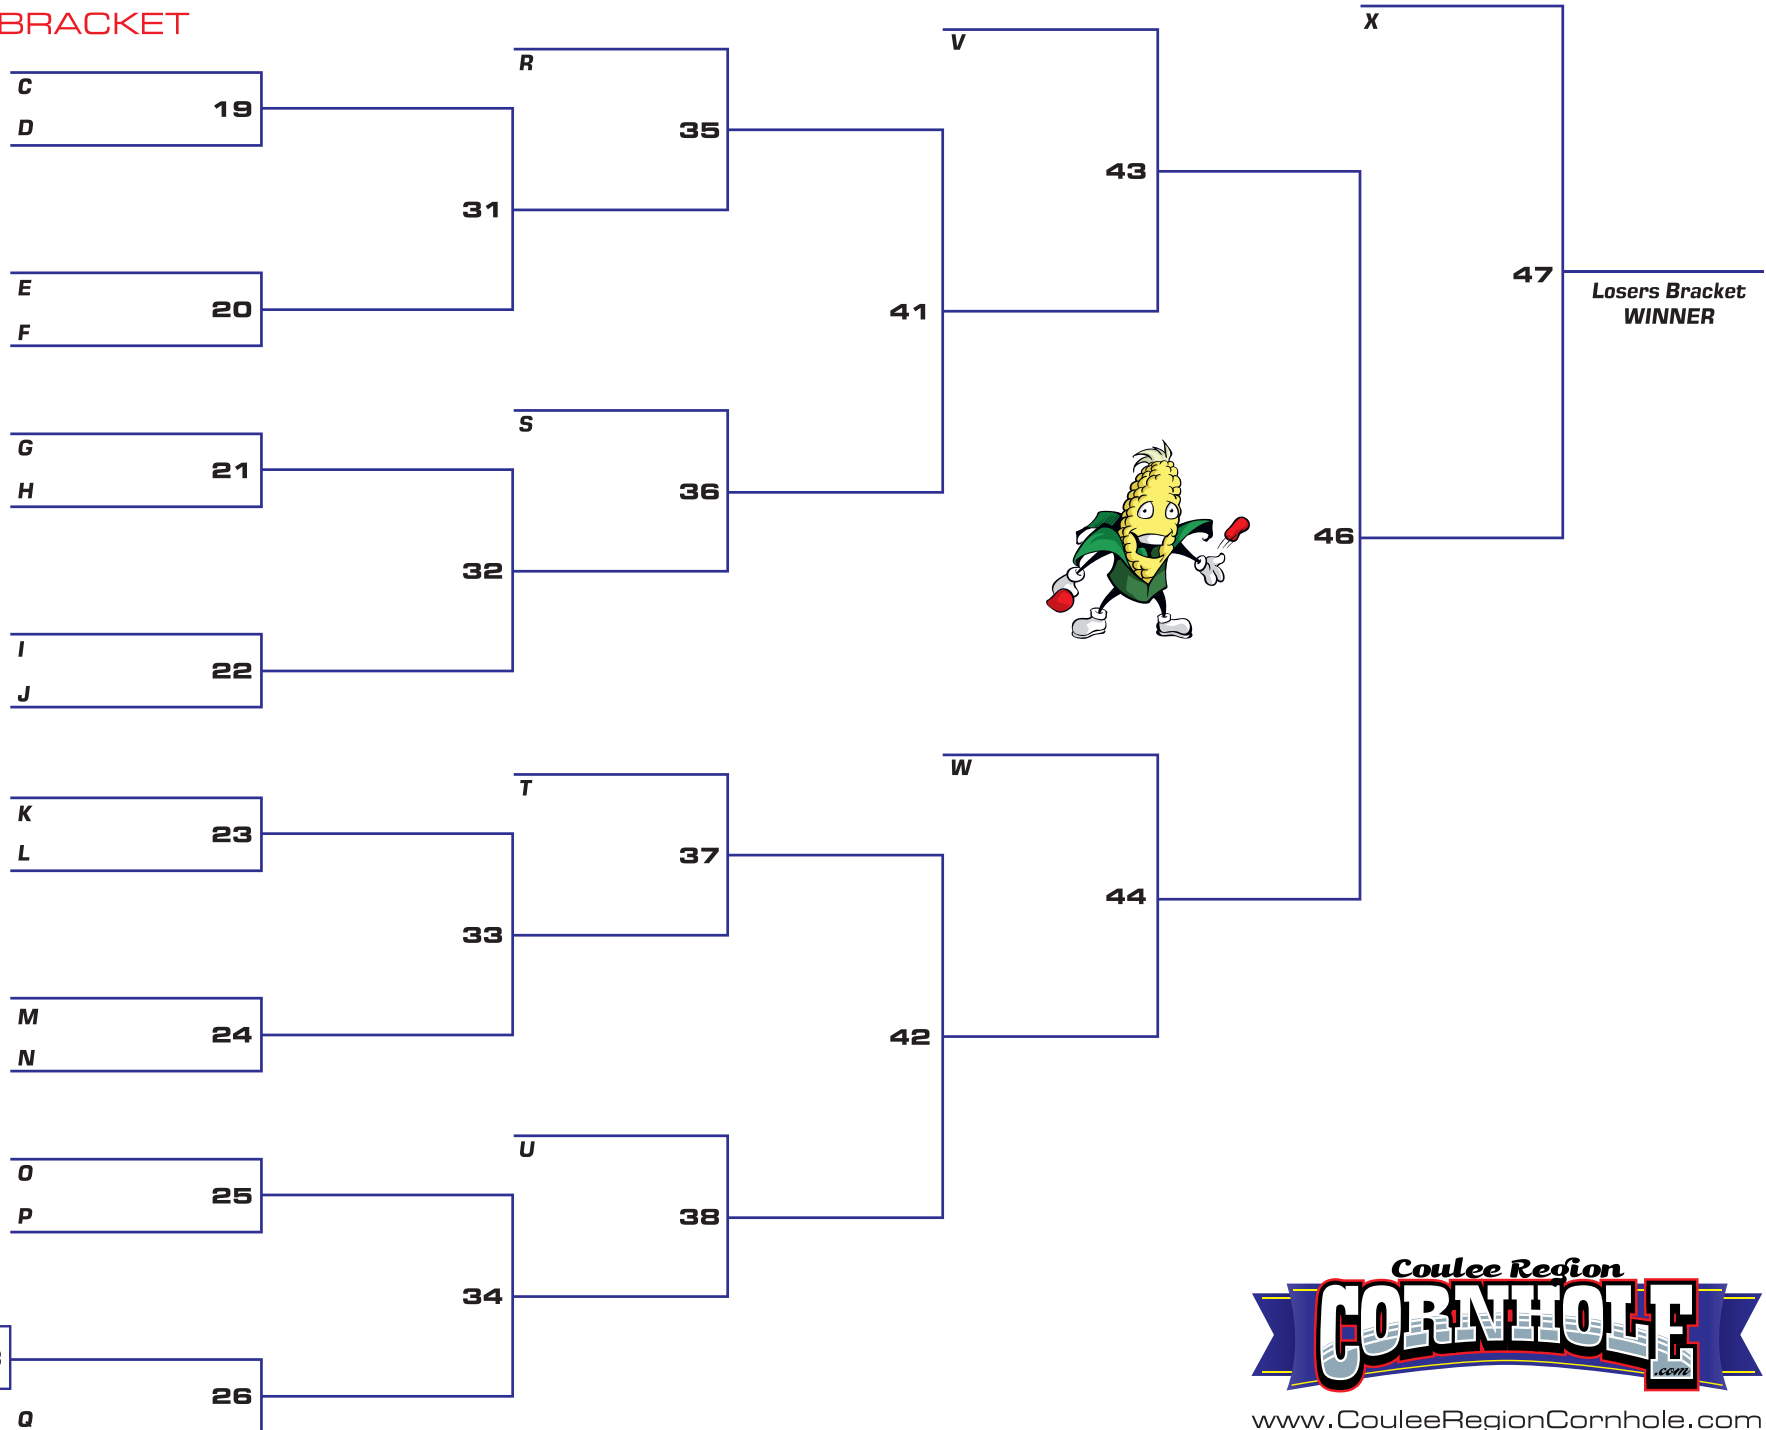 BRACKET
C
19
D
E
20
F
G
21
H
I
22
J
K
23
L
M
24
N
O
25
P
26
Q
31
32
33
34
R
35
S
36
T
37
U
38
41
42
V
43
W
44
46
X
47
Losers Bracket
WINNER
Coulee Region
CORNHOLE
.com
www.CouleeRegionCornhole.com